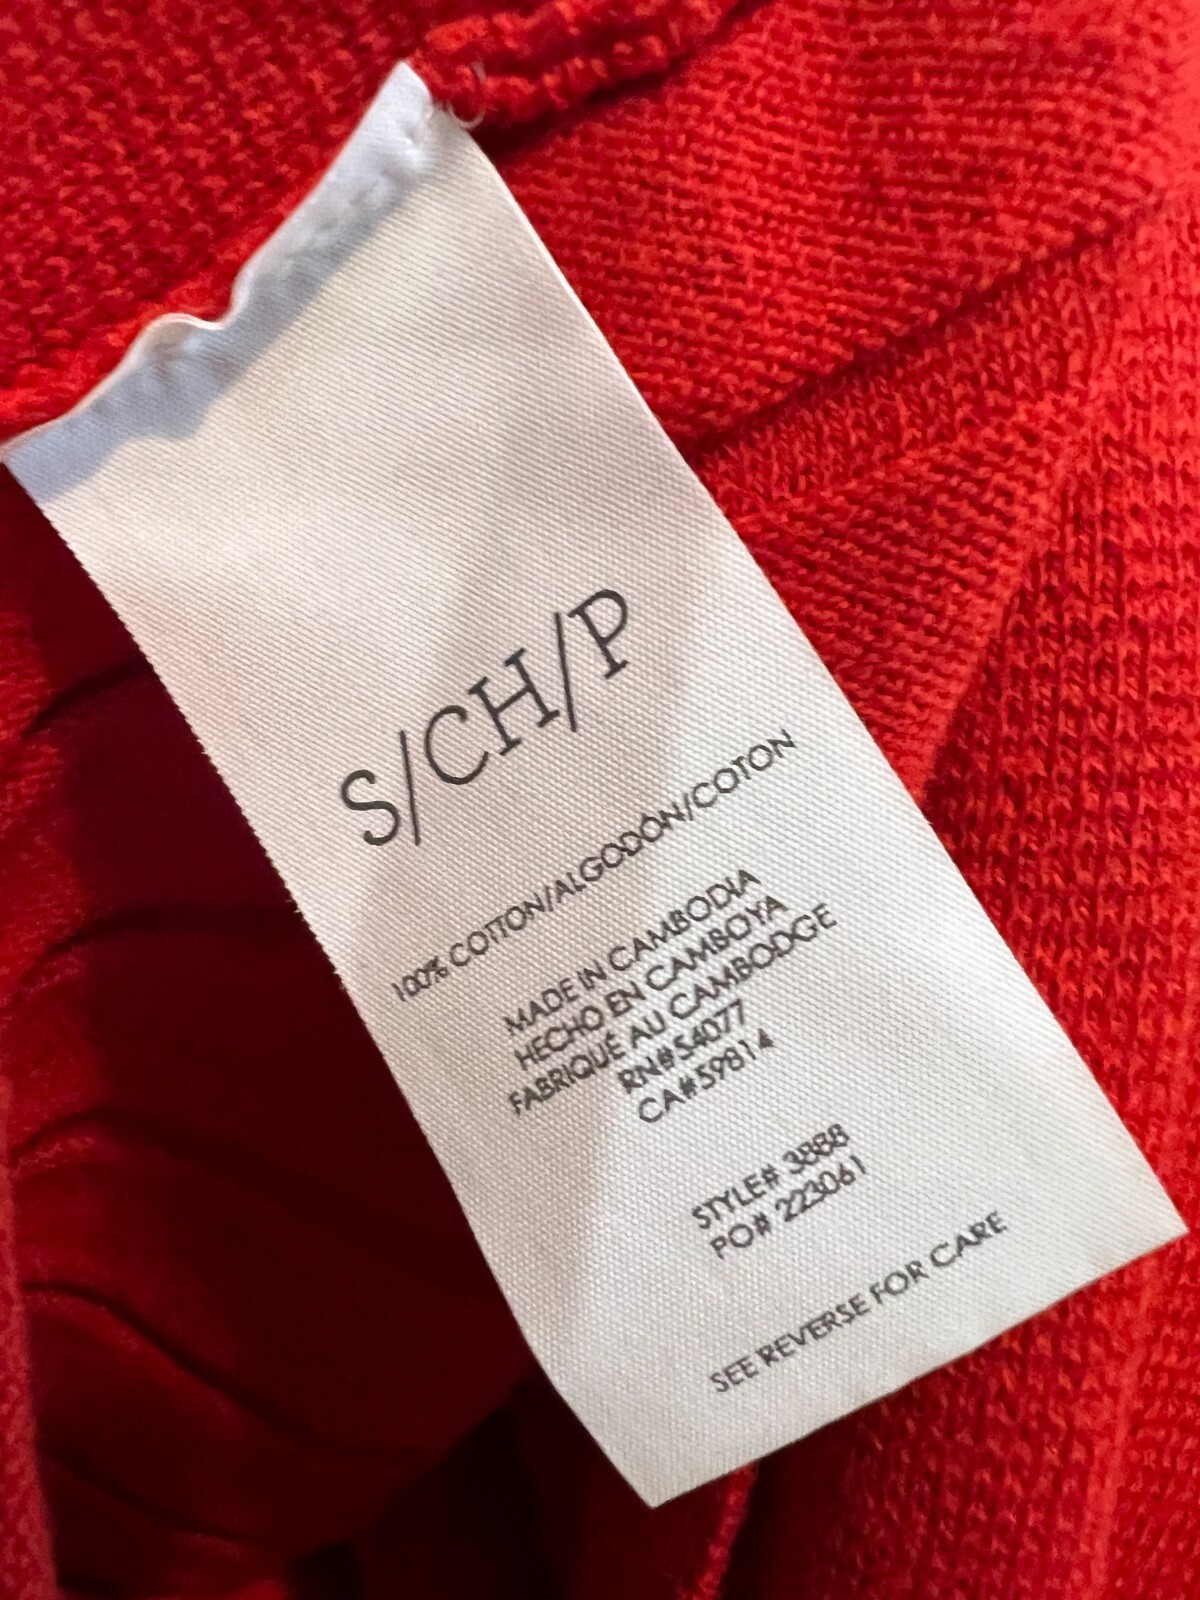 S/CH/P
100% COTTON/ALGODÓN/COTON
MADE IN CAMBODIA
HECHO EN CAMBOYA
FABRIQUÉ AU CAMBODGE
RN#54077
CA#59814
STYLE# 3888
PO# 223061
SEE REVERSE FOR CARE